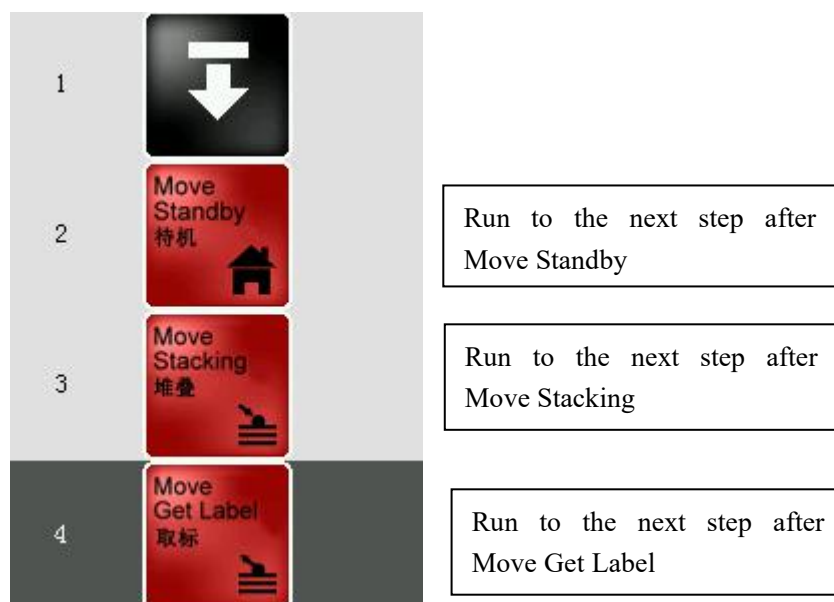 1
2
Move
Standby
待机
Run to the next step after
Move Standby
3
Move
Stacking
堆叠
Run to the next step after
Move Stacking
4
Move
Get Label
取标
Run to the next step after
Move Get Label